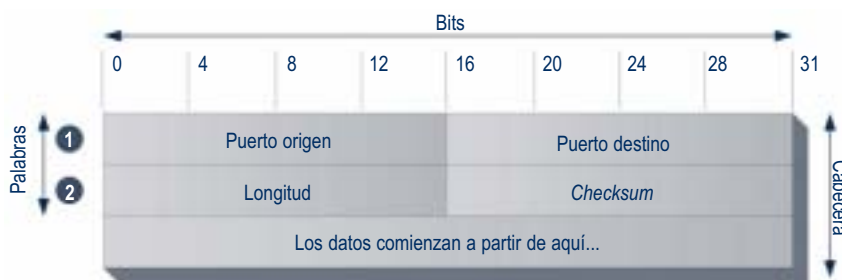 Bits
0 4 8 12 16 20 24 28 31
Palabras
1 Puerto origen Puerto destino
2 Longitud Checksum
Los datos comienzan a partir de aquí...
Cabecera